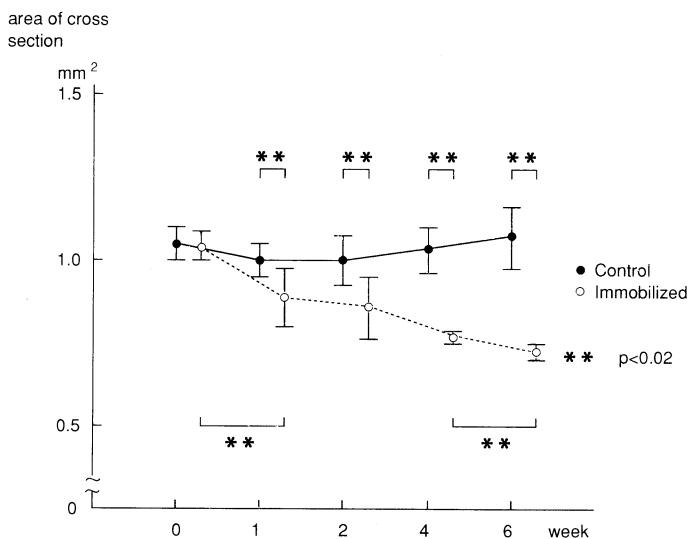 area of cross
section
mm 2
1.5
** ** ** **
1.0
● Control
○ Immobilized
** p<0.02
0.5
** **
0
0 1 2 4 6 week